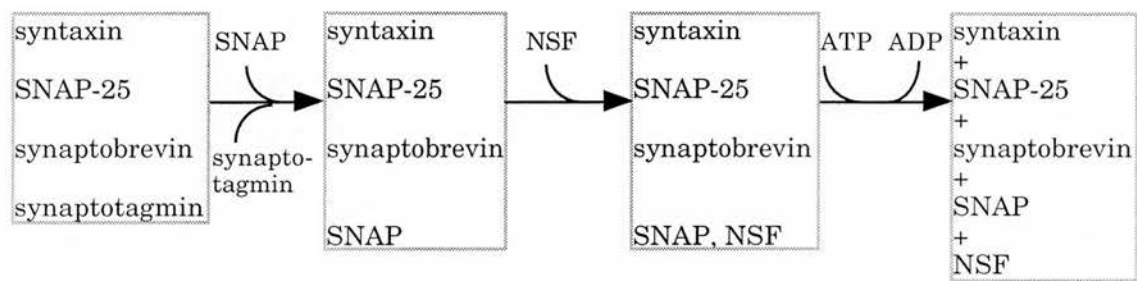 syntaxin
SNAP-25
synaptobrevin
synaptotagmin
SNAP
synapto-
tagmin
syntaxin
SNAP-25
synaptobrevin
SNAP
NSF
syntaxin
SNAP-25
synaptobrevin
SNAP, NSF
ATP ADP
syntaxin
+
SNAP-25
+
synaptobrevin
+
SNAP
+
NSF